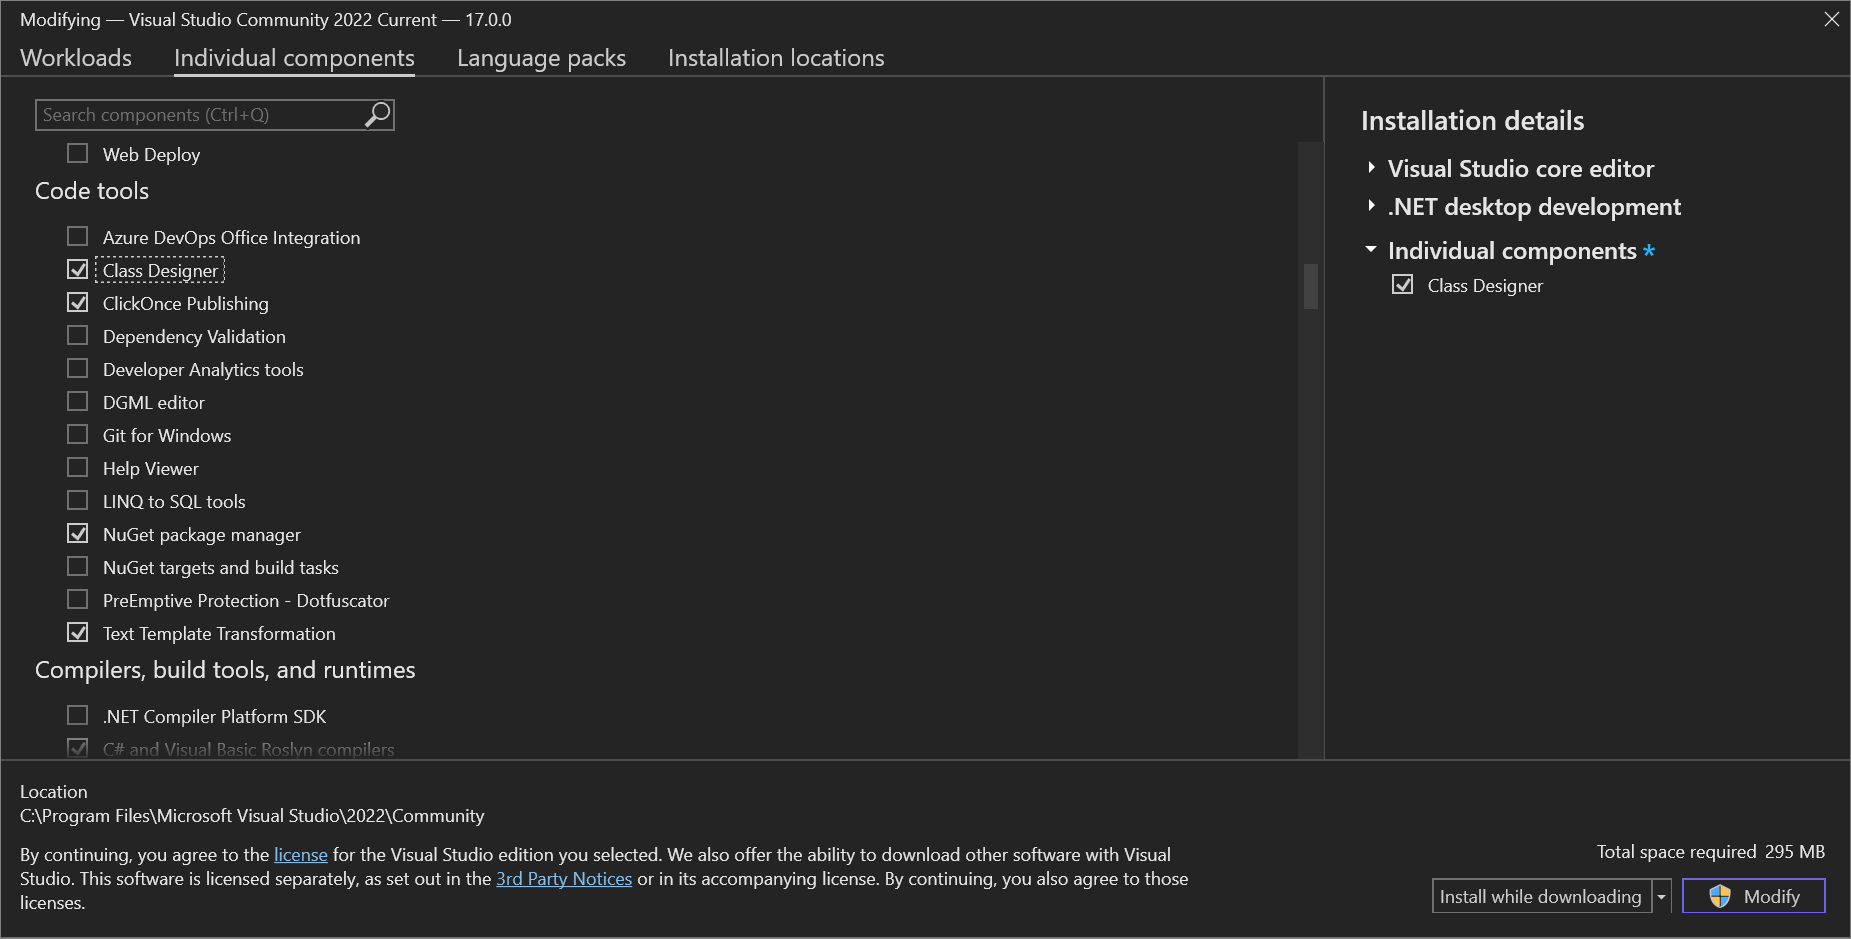 Modifying — Visual Studio Community 2022 Current — 17.0.0
Workloads Individual components Language packs Installation locations
Search components (Ctrl+Q)
Web Deploy
Code tools
Azure DevOps Office Integration
Class Designer
ClickOnce Publishing
Dependency Validation
Developer Analytics tools
DGML editor
Git for Windows
Help Viewer
LINQ to SQL tools
NuGet package manager
NuGet targets and build tasks
PreEmptive Protection - Dotfuscator
Text Template Transformation
Compilers, build tools, and runtimes
.NET Compiler Platform SDK
C# and Visual Basic Roslyn compilers
Installation details
Visual Studio core editor
.NET desktop development
Individual components *
Class Designer
Location
C:\Program Files\Microsoft Visual Studio\2022\Community
By continuing, you agree to the license for the Visual Studio edition you selected. We also offer the ability to download other software with Visual
Studio. This software is licensed separately, as set out in the 3rd Party Notices or in its accompanying license. By continuing, you also agree to those
licenses.
Total space required 295 MB
Install while downloading
Modify